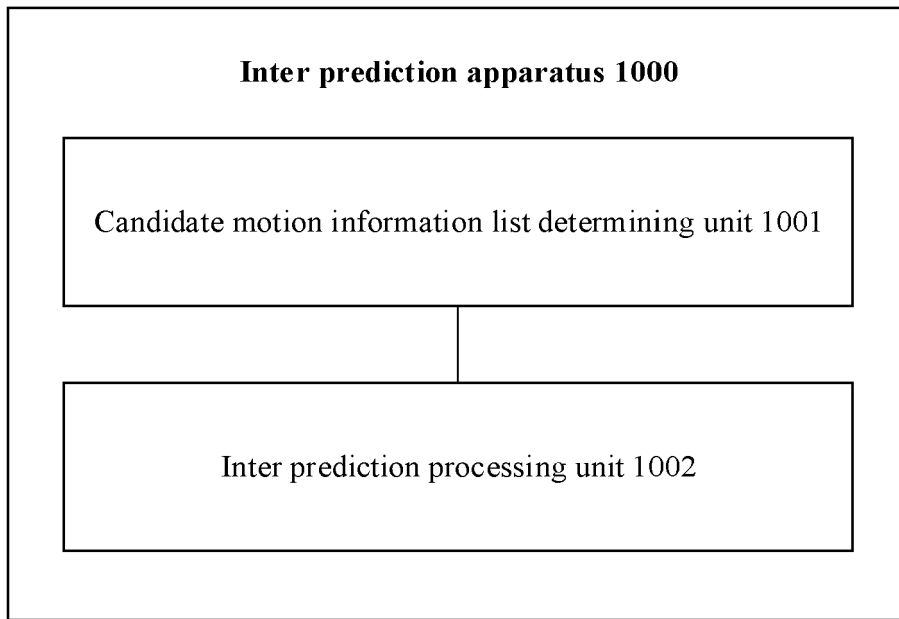 Inter prediction apparatus 1000
Candidate motion information list determining unit 1001
Inter prediction processing unit 1002